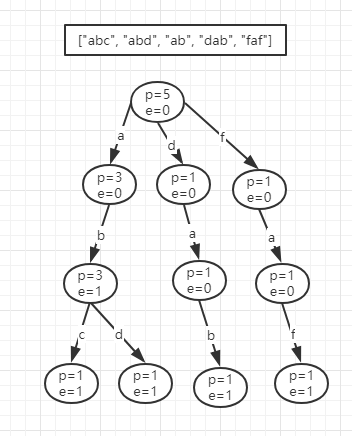 ["abc", "abd", "ab", "dab", "faf"]
p=5
e=0
a
d
f
p=3
e=0
p=1
e=0
p=1
e=0
b
a
a
p=3
e=1
p=1
e=0
p=1
e=0
c
d
b
f
p=1
e=1
p=1
e=1
p=1
e=1
p=1
e=1